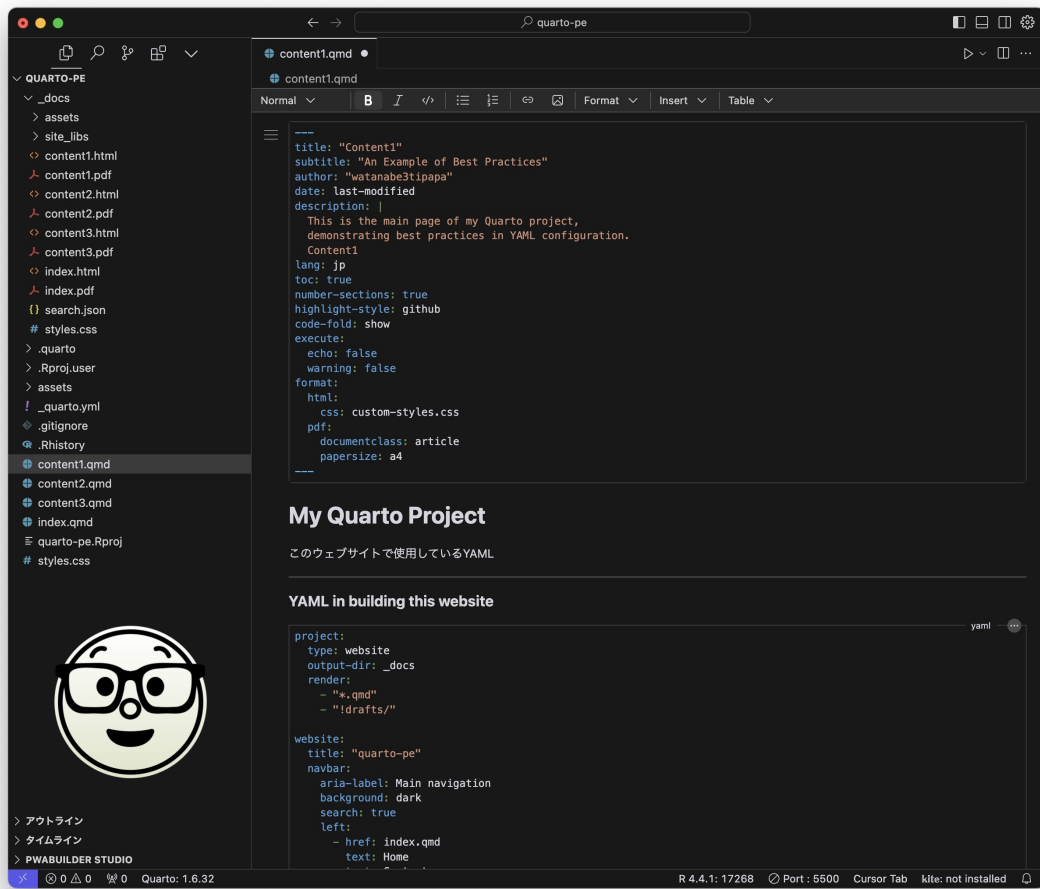 quarto-pe
content1.qmd
QUARTO-PE
_docs
assets
site_libs
content1.html
content1.pdf
content2.html
content2.pdf
content3.html
content3.pdf
index.html
index.pdf
{} search.json
# styles.css
.quarto
.Rproj.user
assets
! _quarto.yml
.gitignore
.Rhistory
content1.qmd
content2.qmd
content3.qmd
index.qmd
quarto-pe.Rproj
# styles.css
アウトライン
タイムライン
PWABUILDER STUDIO
content1.qmd
Normal B I </> Format Insert Table
---
title: "Content1"
subtitle: "An Example of Best Practices"
author: "watanabe3tipapa"
date: last-modified
description: |
  This is the main page of my Quarto project,
  demonstrating best practices in YAML configuration.
  Content1
lang: jp
toc: true
number-sections: true
highlight-style: github
code-fold: show
execute:
  echo: false
  warning: false
format:
  html:
    css: custom-styles.css
  pdf:
    documentclass: article
    papersize: a4
---
My Quarto Project
このウェブサイトで使用しているYAML
YAML in building this website
yaml
project:
  type: website
  output-dir: _docs
  render:
    - "*.qmd"
    - "!drafts/"
website:
  title: "quarto-pe"
  navbar:
    aria-label: Main navigation
    background: dark
    search: true
    left:
      - href: index.qmd
        text: Home
0 0 0 Quarto: 1.6.32 R 4.4.1: 17268 Port : 5500 Cursor Tab kite: not installed